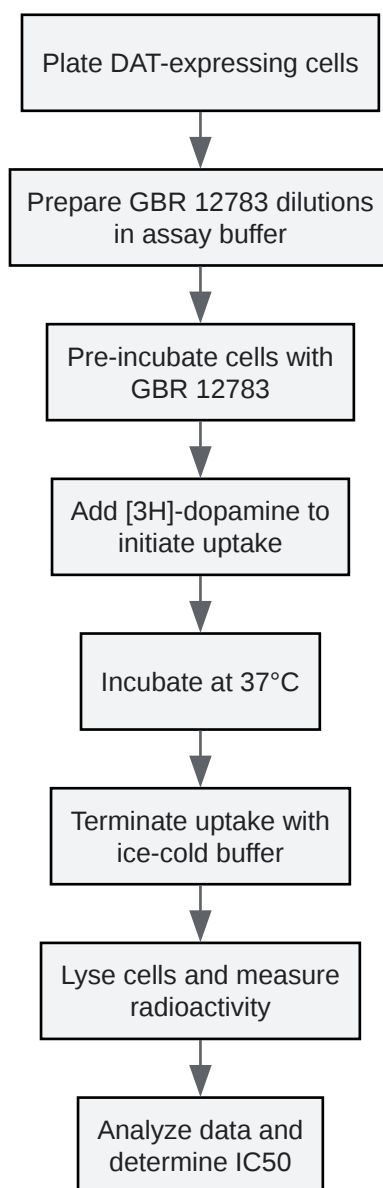 Plate DAT-expressing cells
Prepare GBR 12783 dilutions
in assay buffer
Pre-incubate cells with
GBR 12783
Add [3H]-dopamine to
initiate uptake
Incubate at 37°C
Terminate uptake with
ice-cold buffer
Lyse cells and measure
radioactivity
Analyze data and
determine IC50